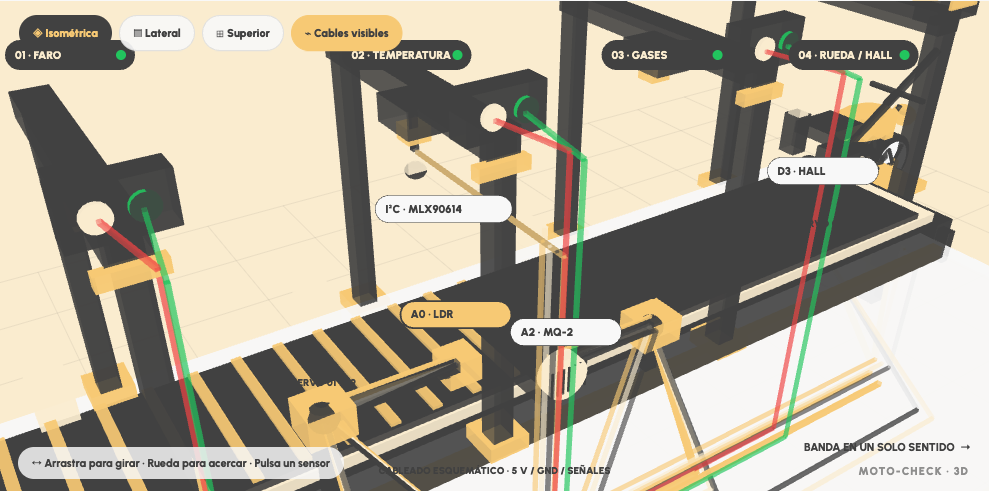 Isométrica
Lateral
Superior
Cables visibles
01 · FARO
02 · TEMPERATURA
03 · GASES
04 · RUEDA / HALL
D3 · HALL
I²C · MLX90614
A0 · LDR
A2 · MQ-2
BANDA EN UN SOLO SENTIDO →
↔ Arrastra para girar · Rueda para acercar · Pulsa un sensor
CABLEADO ESQUEMÁTICO · 5 V / GND / SEÑALES
MOTO-CHECK · 3D